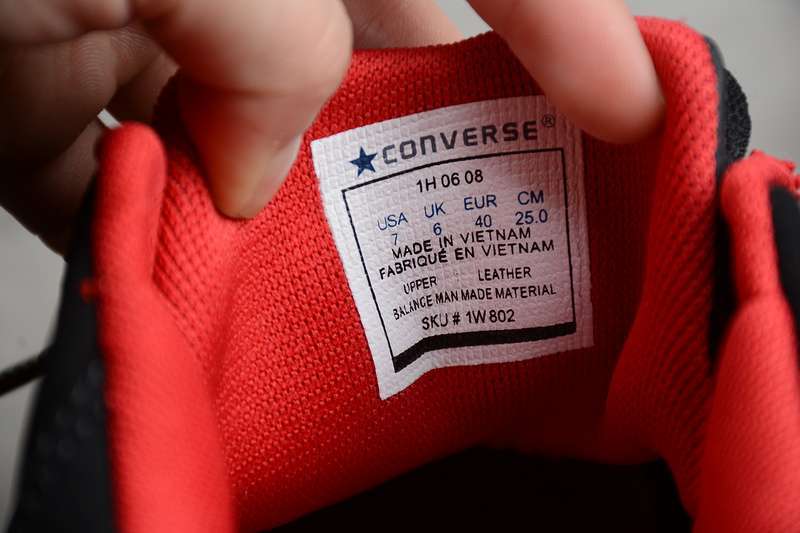 ★CONVERSE®
1H 06 08
USA UK EUR CM
7 6 40 25.0
MADE IN VIETNAM
FABRIQUÉ EN VIETNAM
UPPER LEATHER
BALANCE MAN MADE MATERIAL
SKU # 1W802